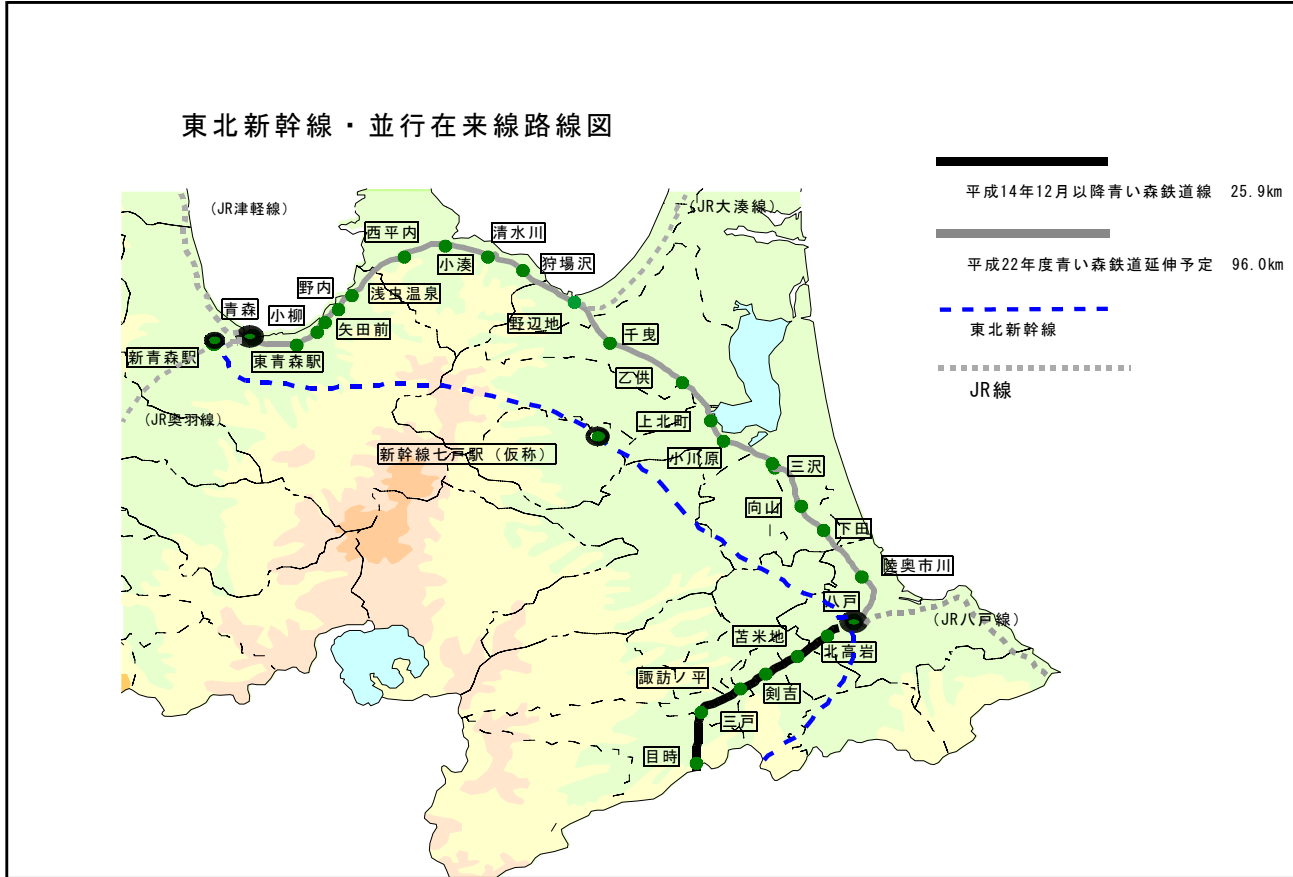 東北新幹線・並行在来線路線図
平成14年12月以降青い森鉄道線 25.9km
平成22年度青い森鉄道延伸予定 96.0km
東北新幹線
JR線
(JR津軽線)
(JR大湊線)
西平内
清水川
小湊
狩場沢
野内
浅虫温泉
青森
小柳
矢田前
野辺地
千曳
新青森駅
東青森駅
乙供
(JR奥羽線)
上北町
新幹線七戸駅(仮称)
小川原
三沢
向山
下田
陸奥市川
八戸
(JR八戸線)
苫米地
北高岩
諏訪ノ平
剣吉
三戸
目時